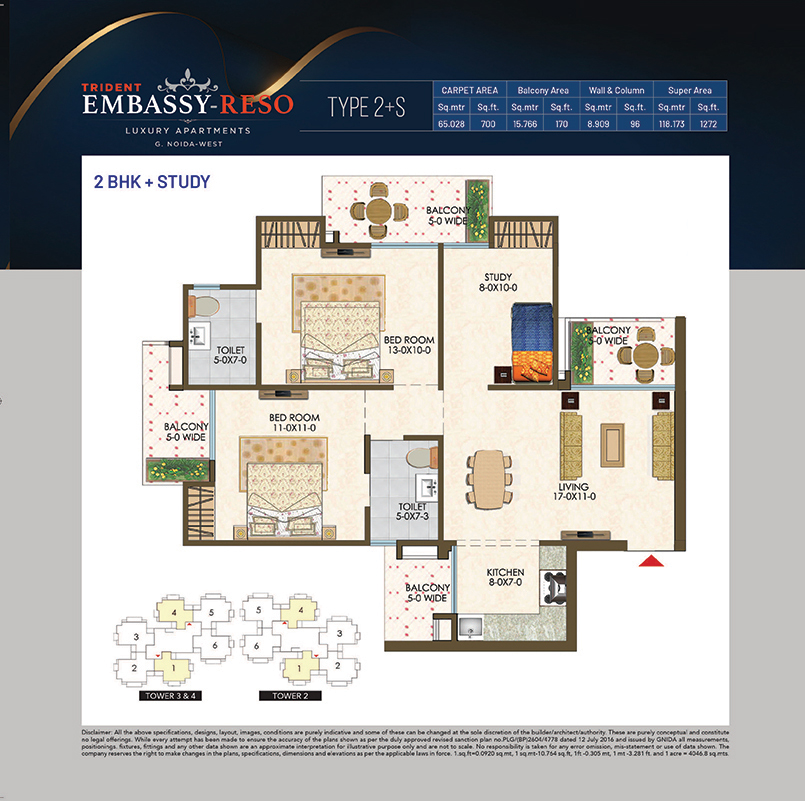 TRIDENT
EMBASSY-RESO
LUXURY APARTMENTS
G. NOIDA-WEST
TYPE 2+S
CARPET AREA Balcony Area Wall & Column Super Area
Sq.mtr Sq.ft. Sq.mtr Sq.ft. Sq.mtr Sq.ft. Sq.mtr Sq.ft.
65.028 700 15.766 170 8.909 96 118.173 1272
2 BHK + STUDY
BALCONY
5-0 WIDE
STUDY
8-0X10-0
BED ROOM
13-0X10-0
TOILET
5-0X7-0
BALCONY
5-0 WIDE
BALCONY
5-0 WIDE
BED ROOM
11-0X11-0
LIVING
17-0X11-0
TOILET
5-0X7-3
KITCHEN
8-0X7-0
BALCONY
5-0 WIDE
4 5 5 4
3 6 6 3
2 1 1 2
TOWER 3 & 4 TOWER 2
Disclaimer: All the above specifications, designs, layout, images, conditions are purely indicative and some of these can be changed at the sole discretion of the builder/architect/authority. These are purely conceptual and constitute
no legal offerings. While every attempt has been made to ensure the accuracy of the plans shown as per the duly approved revised sanction plan no.PLG/(BP)2604/4778 dated 12 July 2016 and issued by GNIDA all measurements,
positionings. fixtures, fittings and any other data shown are an approximate interpretation for illustrative purpose only and are not to scale. No responsibility is taken for any error omission, mis-statement or use of data shown. The
company reserves the right to make changes in the plans, specifications, dimensions and elevations as per the applicable laws in force. 1.sq.ft=0.0920 sq.mt, 1 sq.mt-10.764 sq.ft, 1ft -0.305 mt, 1 mt -3.281 ft. and 1 acre = 4046.8 sq.mts.